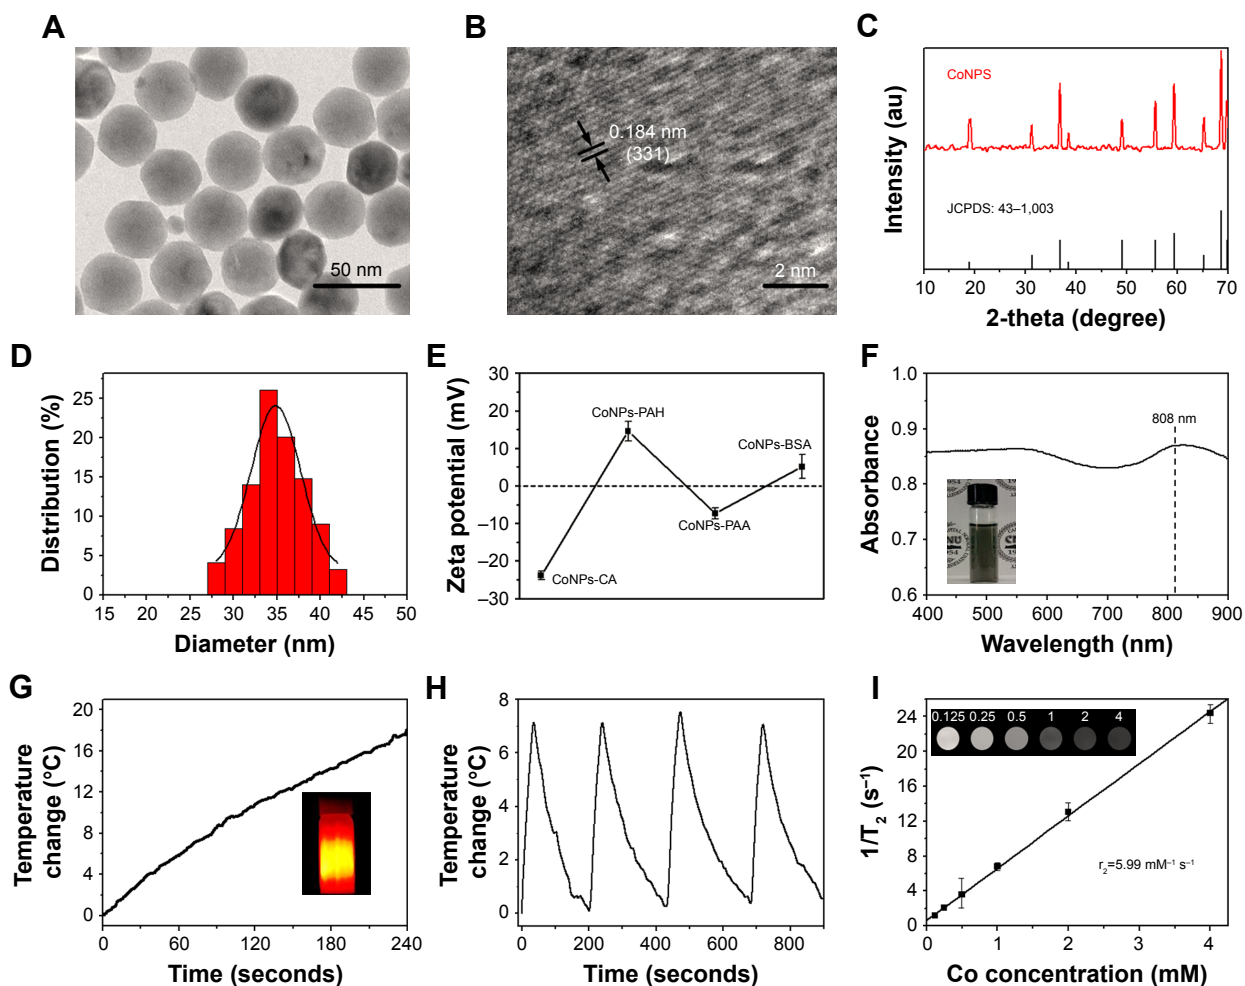 A
50 nm
B
0.184 nm
(331)
2 nm
C
Intensity (au)
CoNPS
JCPDS: 43–1,003
10 20 30 40 50 60 70
2-theta (degree)
D
Distribution (%)
25
20
15
10
5
0
15 20 25 30 35 40 45 50
Diameter (nm)
E
Zeta potential (mV)
30
20
10
0
–10
–20
–30
CoNPs-PAH
CoNPs-BSA
CoNPs-PAA
CoNPs-CA
F
Absorbance
1.0
0.9
0.8
0.7
0.6
808 nm
400 500 600 700 800 900
Wavelength (nm)
G
Temperature
change (°C)
20
16
12
8
4
0
0 60 120 180 240
Time (seconds)
H
Temperature
change (°C)
8
6
4
2
0
0 200 400 600 800
Time (seconds)
I
1/T₂ (s⁻¹)
24
20
16
12
8
4
0
0.125 0.25 0.5 1 2 4
r₂=5.99 mM⁻¹ s⁻¹
0 1 2 3 4
Co concentration (mM)